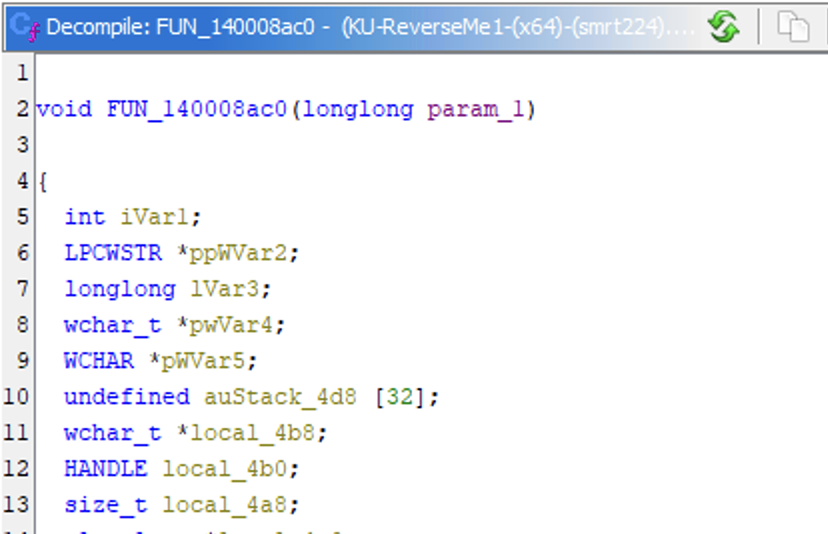 Decompile: FUN_140008ac0 - (KU-ReverseMe1-(x64)-(smrt224)....
1
2 void FUN_140008ac0(longlong param_1)
3
4 {
5 int iVar1;
6 LPCWSTR *ppWVar2;
7 longlong lVar3;
8 wchar_t *pwVar4;
9 WCHAR *pWVar5;
10 undefined auStack_4d8 [32];
11 wchar_t *local_4b8;
12 HANDLE local_4b0;
13 size_t local_4a8;